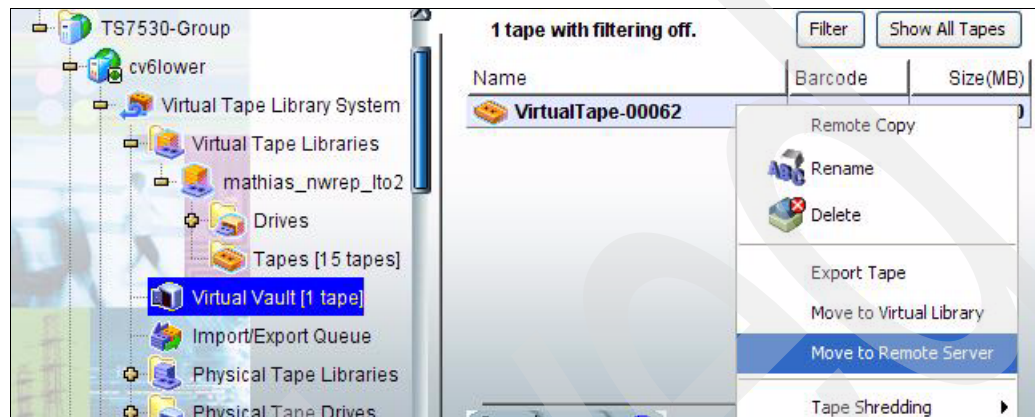 TS7530-Group
cv6lower
Virtual Tape Library System
Virtual Tape Libraries
mathias_nwrep_lto2
Drives
Tapes [15 tapes]
Virtual Vault [1 tape]
Import/Export Queue
Physical Tape Libraries
Physical Tape Drives
1 tape with filtering off.
Filter
Show All Tapes
Name Barcode Size(MB)
VirtualTape-00062
Remote Copy
ABC Rename
Delete
Export Tape
Move to Virtual Library
Move to Remote Server
Tape Shredding